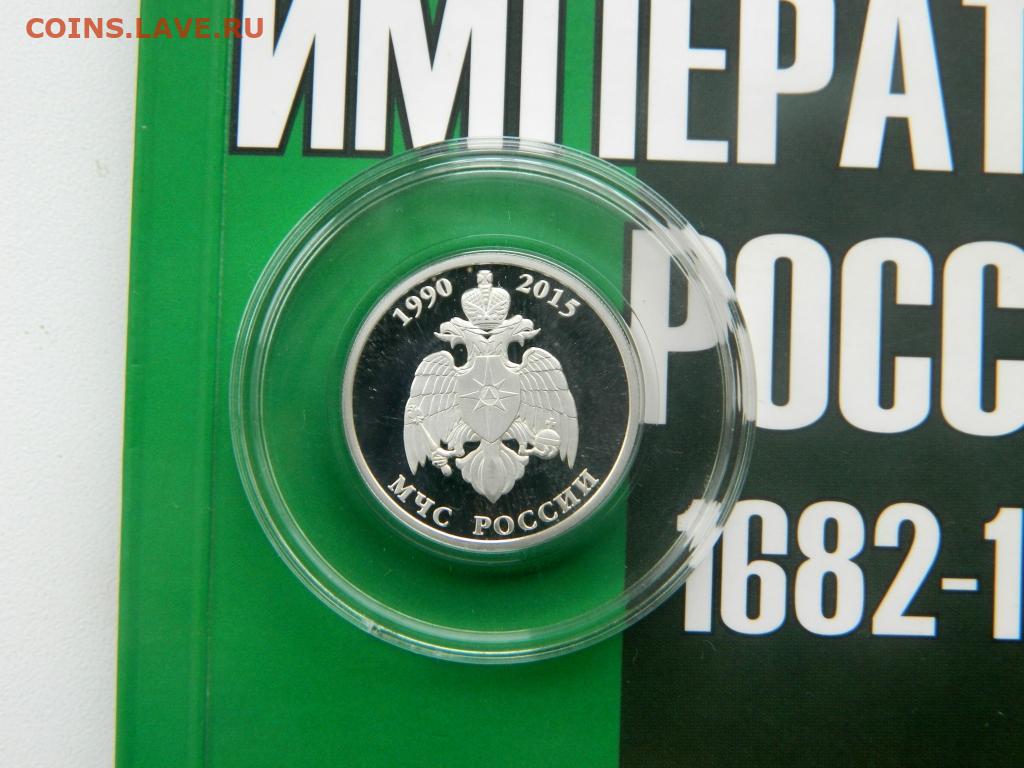 COINS.LAVE.RU
ИМПЕРАТ
РОСС
1682-1
1990 2015
МЧС РОССИИ